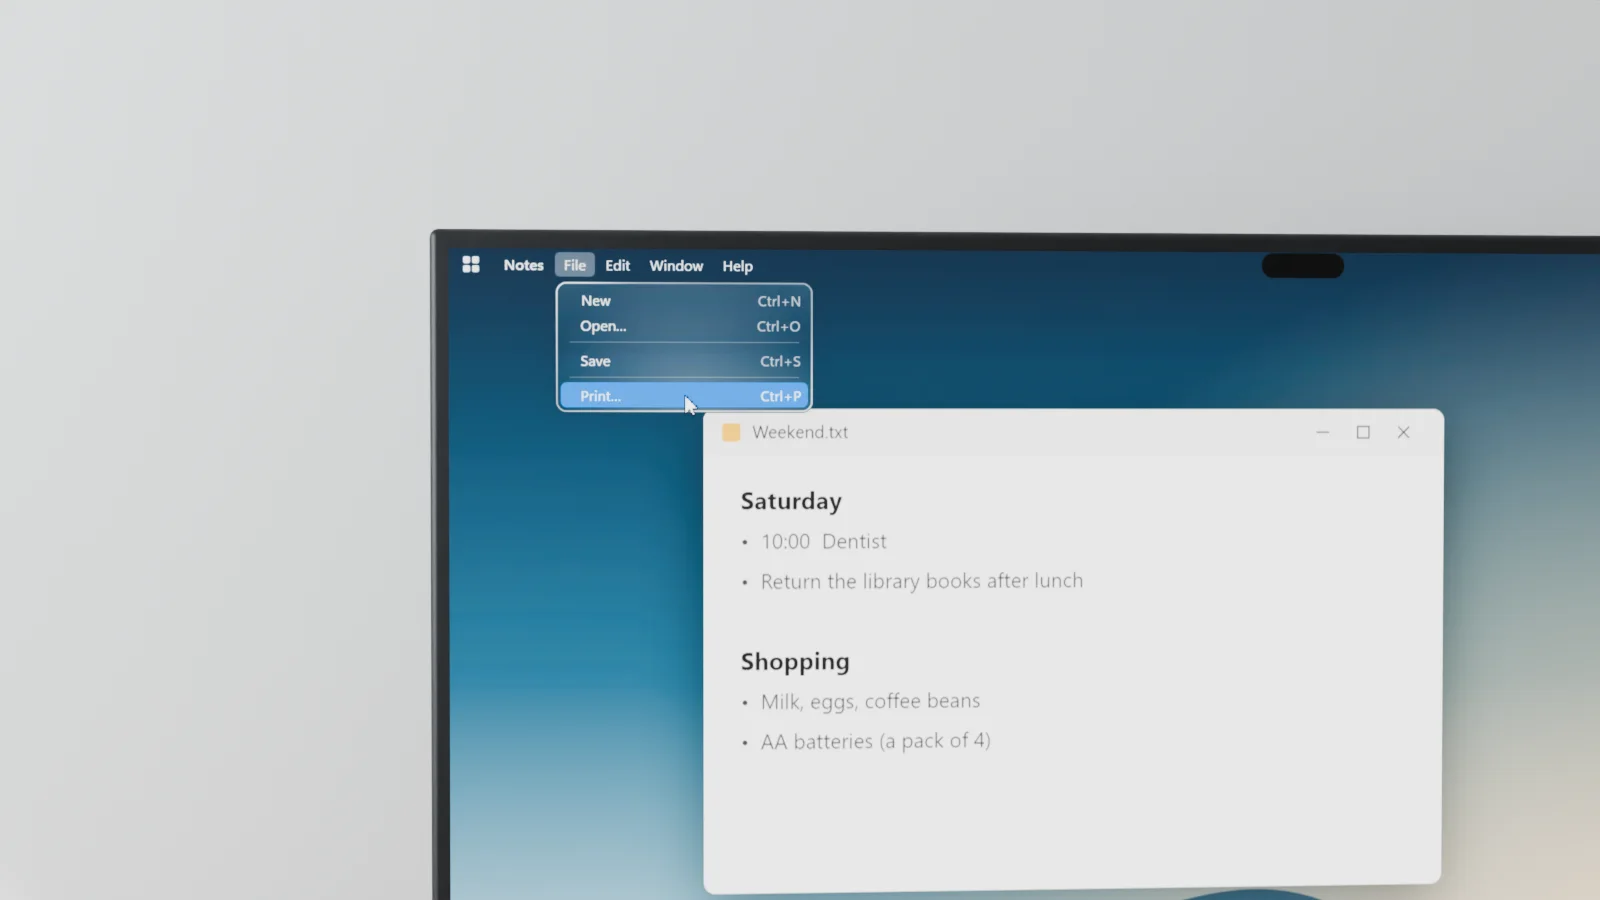 Notes File Edit Window Help
New Ctrl+N
Open... Ctrl+O
Save Ctrl+S
Print... Ctrl+P
Weekend.txt
Saturday
• 10:00 Dentist
• Return the library books after lunch
Shopping
• Milk, eggs, coffee beans
• AA batteries (a pack of 4)